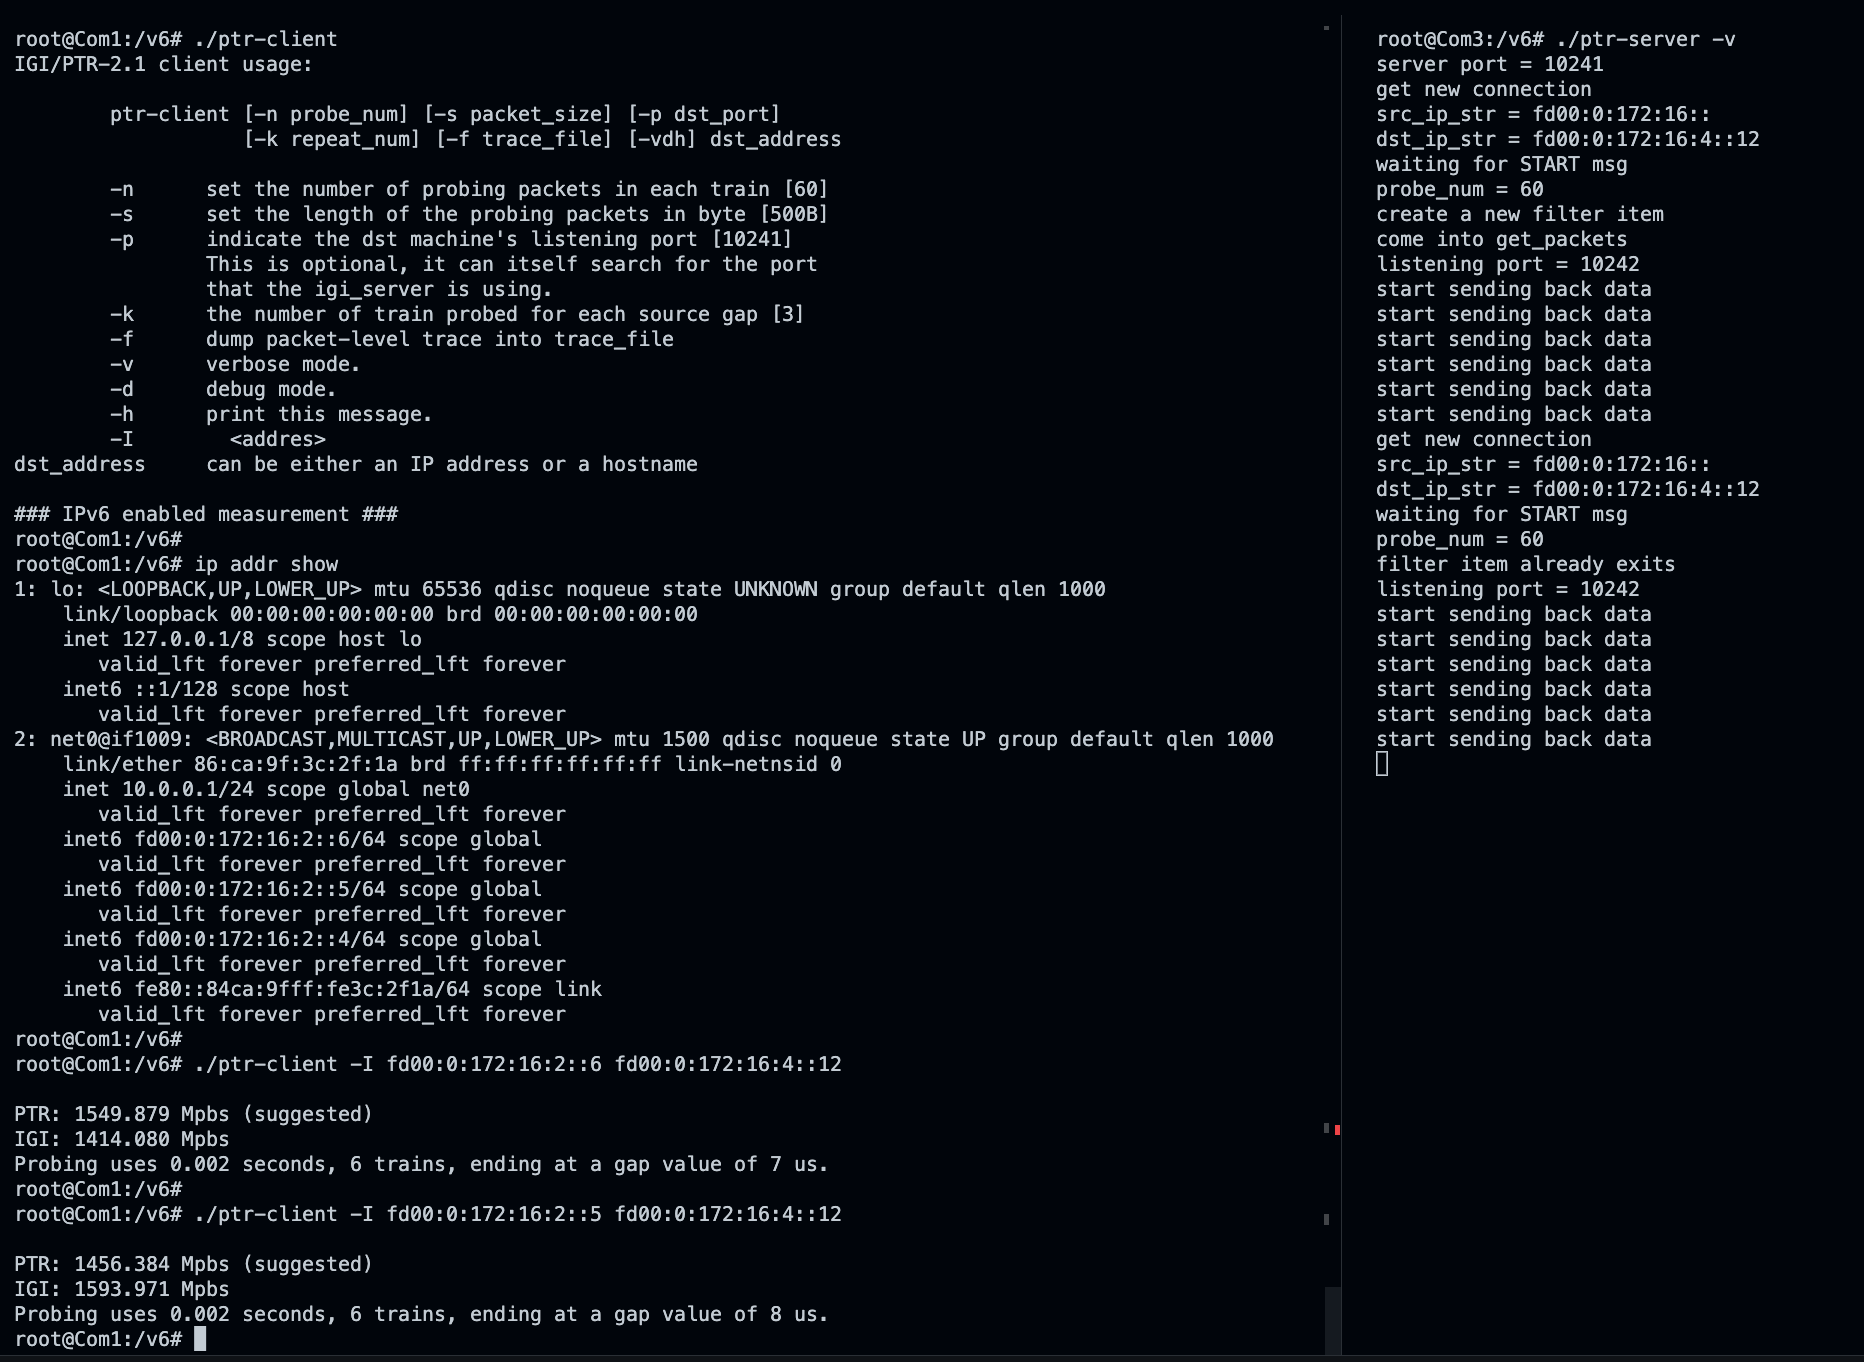 root@Com1:/v6# ./ptr-client
IGI/PTR-2.1 client usage:
ptr-client [-n probe_num] [-s packet_size] [-p dst_port]
[-k repeat_num] [-f trace_file] [-vdh] dst_address
-n set the number of probing packets in each train [60]
-s set the length of the probing packets in byte [500B]
-p indicate the dst machine's listening port [10241]
This is optional, it can itself search for the port
that the igi_server is using.
-k the number of train probed for each source gap [3]
-f dump packet-level trace into trace_file
-v verbose mode.
-d debug mode.
-h print this message.
-I <addres>
dst_address can be either an IP address or a hostname
### IPv6 enabled measurement ###
root@Com1:/v6#
root@Com1:/v6# ip addr show
1: lo: <LOOPBACK,UP,LOWER_UP> mtu 65536 qdisc noqueue state UNKNOWN group default qlen 1000
link/loopback 00:00:00:00:00:00 brd 00:00:00:00:00:00
inet 127.0.0.1/8 scope host lo
valid_lft forever preferred_lft forever
inet6 ::1/128 scope host
valid_lft forever preferred_lft forever
2: net0@if1009: <BROADCAST,MULTICAST,UP,LOWER_UP> mtu 1500 qdisc noqueue state UP group default qlen 1000
link/ether 86:ca:9f:3c:2f:1a brd ff:ff:ff:ff:ff:ff link-netnsid 0
inet 10.0.0.1/24 scope global net0
valid_lft forever preferred_lft forever
inet6 fd00:0:172:16:2::6/64 scope global
valid_lft forever preferred_lft forever
inet6 fd00:0:172:16:2::5/64 scope global
valid_lft forever preferred_lft forever
inet6 fd00:0:172:16:2::4/64 scope global
valid_lft forever preferred_lft forever
inet6 fe80::84ca:9fff:fe3c:2f1a/64 scope link
valid_lft forever preferred_lft forever
root@Com1:/v6#
root@Com1:/v6# ./ptr-client -I fd00:0:172:16:2::6 fd00:0:172:16:4::12
PTR: 1549.879 Mpbs (suggested)
IGI: 1414.080 Mpbs
Probing uses 0.002 seconds, 6 trains, ending at a gap value of 7 us.
root@Com1:/v6#
root@Com1:/v6# ./ptr-client -I fd00:0:172:16:2::5 fd00:0:172:16:4::12
PTR: 1456.384 Mpbs (suggested)
IGI: 1593.971 Mpbs
Probing uses 0.002 seconds, 6 trains, ending at a gap value of 8 us.
root@Com1:/v6#
root@Com3:/v6# ./ptr-server -v
server port = 10241
get new connection
src_ip_str = fd00:0:172:16::
dst_ip_str = fd00:0:172:16:4::12
waiting for START msg
probe_num = 60
create a new filter item
come into get_packets
listening port = 10242
start sending back data
start sending back data
start sending back data
start sending back data
start sending back data
start sending back data
get new connection
src_ip_str = fd00:0:172:16::
dst_ip_str = fd00:0:172:16:4::12
waiting for START msg
probe_num = 60
filter item already exits
listening port = 10242
start sending back data
start sending back data
start sending back data
start sending back data
start sending back data
start sending back data